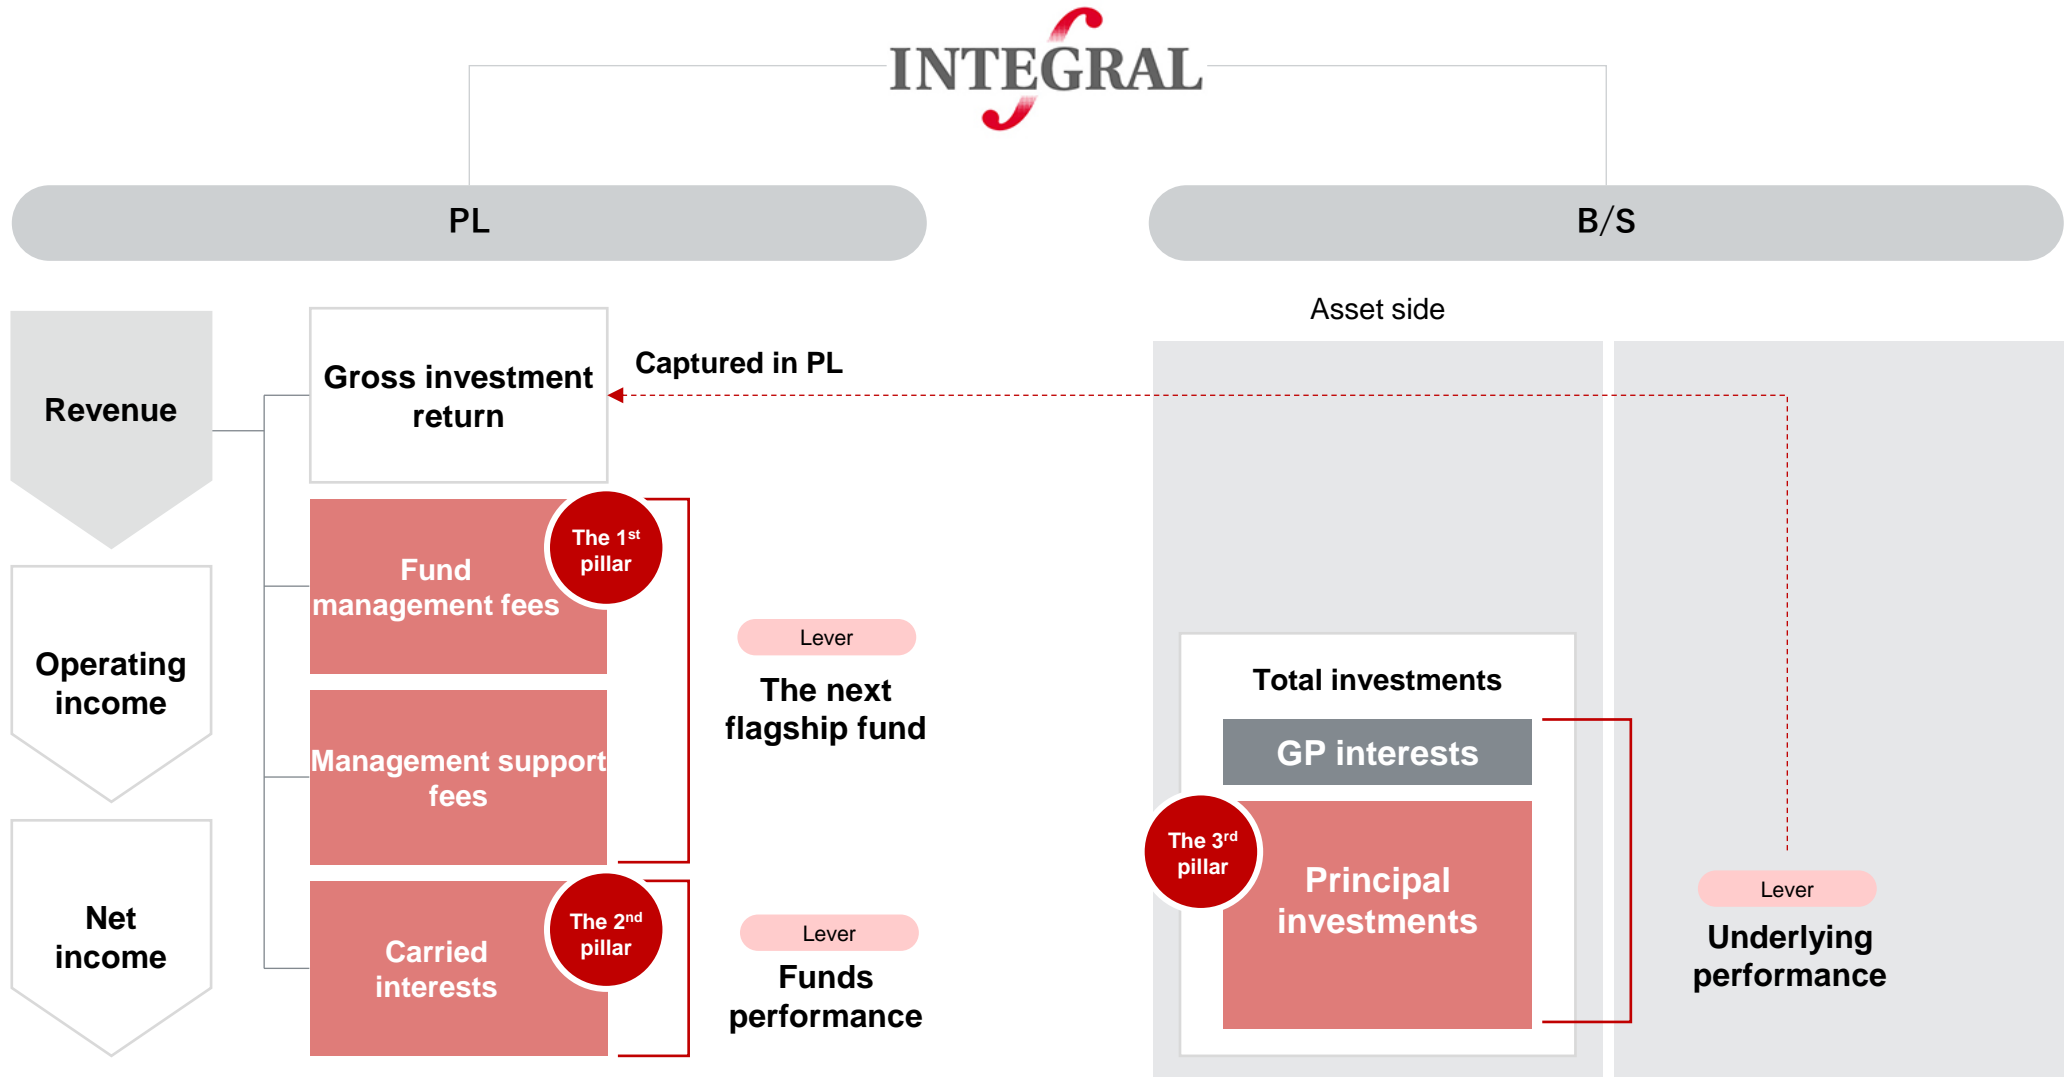 INTEGRAL
PL
B/S
Revenue
Operating
income
Net
income
Gross investment
return
Captured in PL
Fund
management fees
The 1st
pillar
Management support
fees
Lever
The next
flagship fund
Carried
interests
The 2nd
pillar
Lever
Funds
performance
Asset side
Total investments
GP interests
The 3rd
pillar
Principal
investments
Lever
Underlying
performance